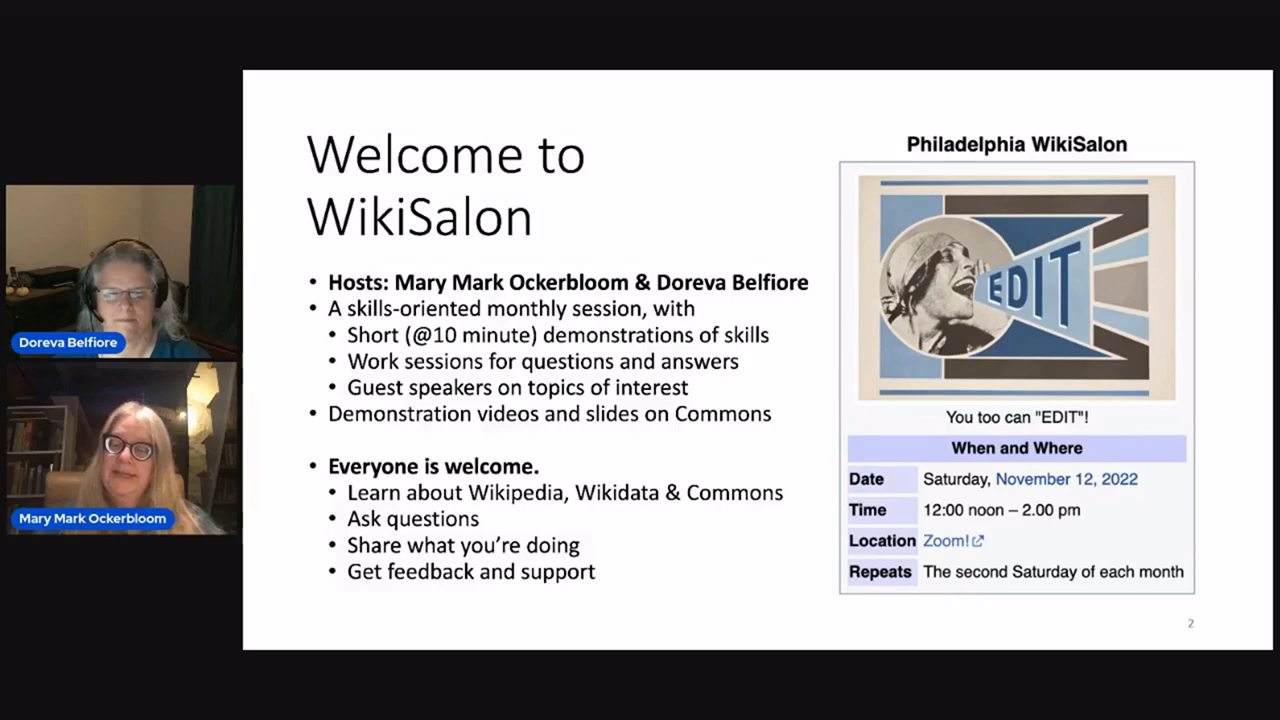 Welcome to
WikiSalon
• Hosts: Mary Mark Ockerbloom & Doreva Belfiore
• A skills-oriented monthly session, with
• Short (@10 minute) demonstrations of skills
• Work sessions for questions and answers
• Guest speakers on topics of interest
• Demonstration videos and slides on Commons
• Everyone is welcome.
• Learn about Wikipedia, Wikidata & Commons
• Ask questions
• Share what you're doing
• Get feedback and support
Philadelphia WikiSalon
EDIT
You too can "EDIT"!
When and Where
Date Saturday, November 12, 2022
Time 12:00 noon – 2.00 pm
Location Zoom!
Repeats The second Saturday of each month
2
Doreva Belfiore
Mary Mark Ockerbloom